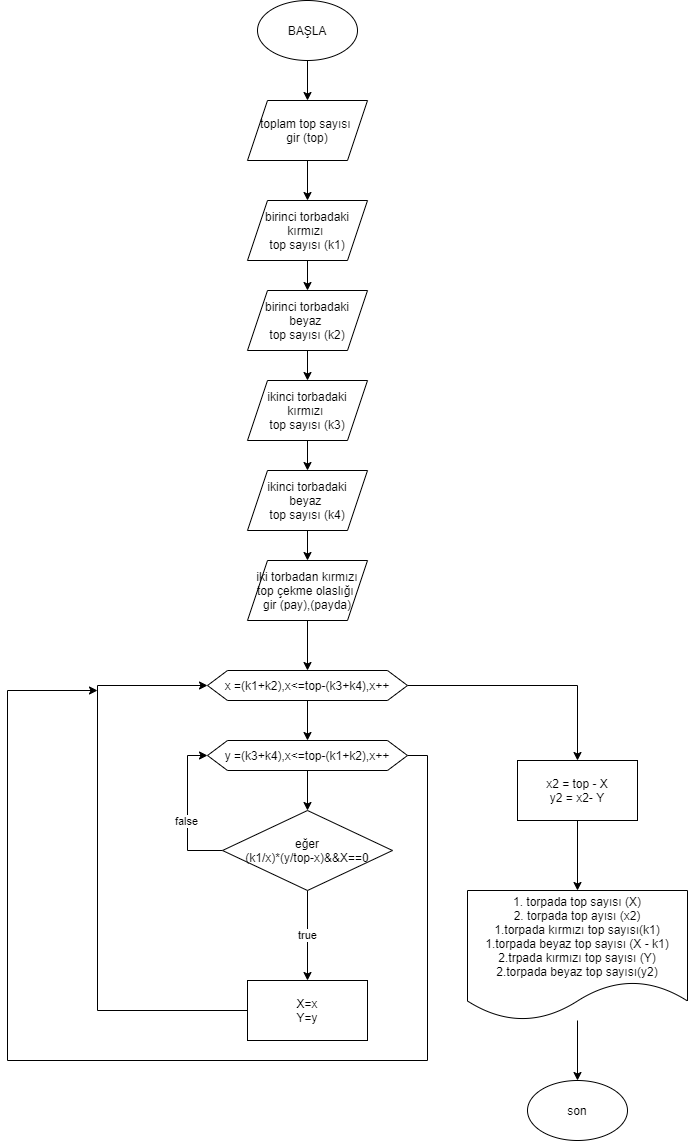 BAŞLA
toplam top sayısı
gir (top)
birinci torbadaki
kırmızı
top sayısı (k1)
birinci torbadaki
beyaz
top sayısı (k2)
ikinci torbadaki
kırmızı
top sayısı (k3)
ikinci torbadaki
beyaz
top sayısı (k4)
iki torbadan kırmızı
top çekme olaslığı
gir (pay),(payda)
x =(k1+k2),x<=top-(k3+k4),x++
y =(k3+k4),x<=top-(k1+k2),x++
false
eğer
(k1/x)*(y/top-x)&&X==0
true
X=x
Y=y
x2 = top - X
y2 = x2- Y
1. torpada top sayısı (X)
2. torpada top ayısı (x2)
1.torpada kırmızı top sayısı(k1)
1.torpada beyaz top sayısı (X - k1)
2.trpada kırmızı top sayısı (Y)
2.torpada beyaz top sayısı(y2)
son